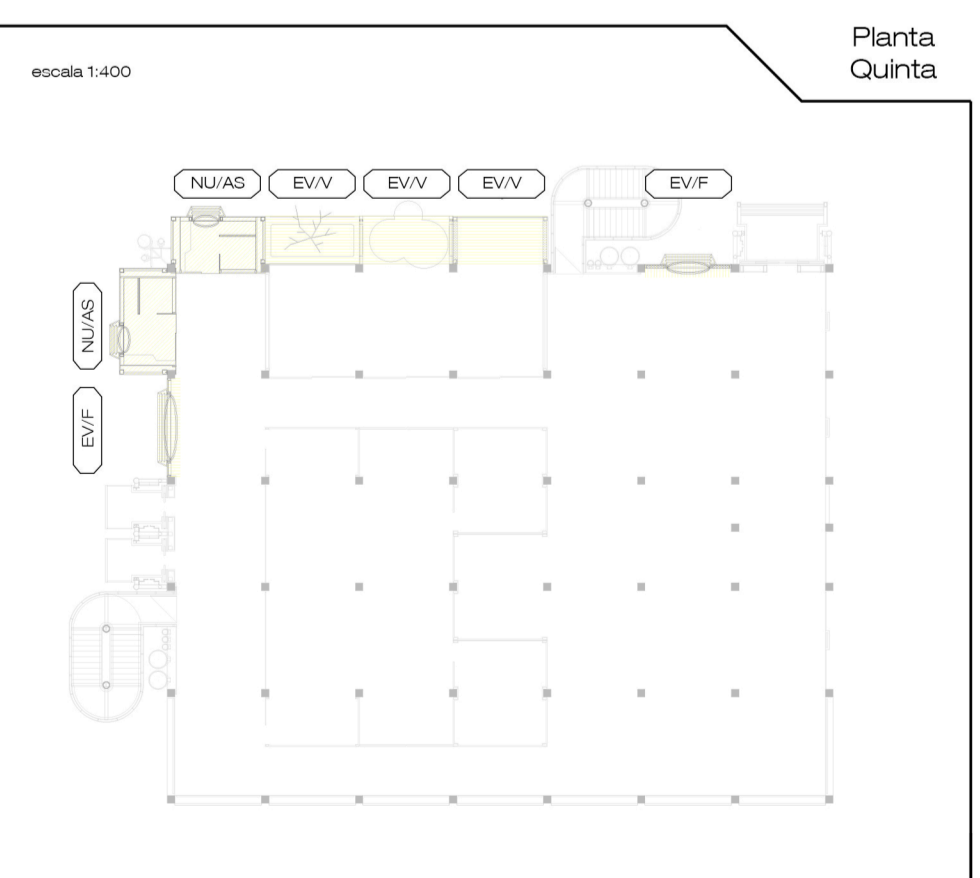 Planta
Quinta
escala 1:400
NU/AS
EV/V
EV/V
EV/V
EV/F
NU/AS
EV/F